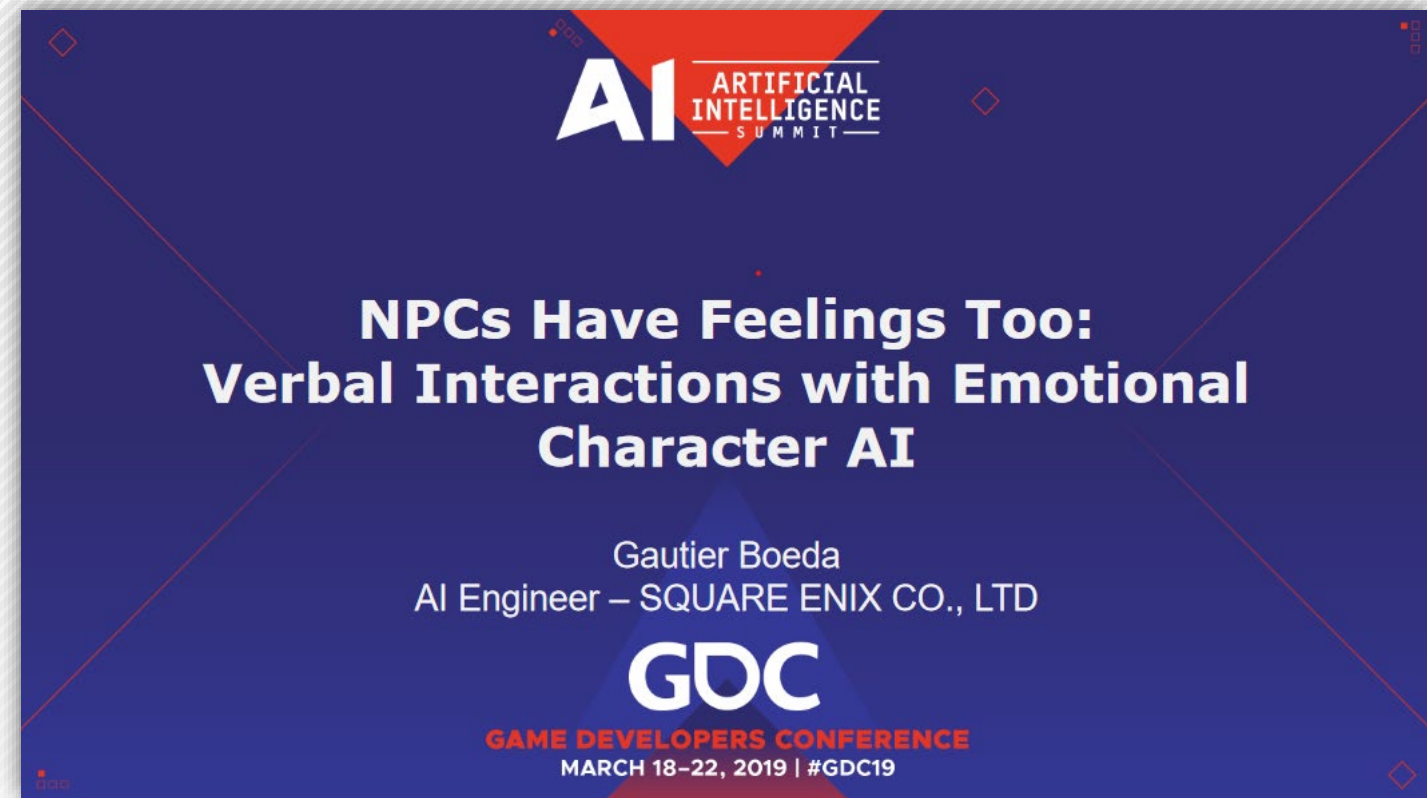 AI ARTIFICIAL
INTELLIGENCE
SUMMIT
NPCs Have Feelings Too:
Verbal Interactions with Emotional
Character AI
Gautier Boeda
AI Engineer – SQUARE ENIX CO., LTD
GDC
GAME DEVELOPERS CONFERENCE
MARCH 18–22, 2019 | #GDC19